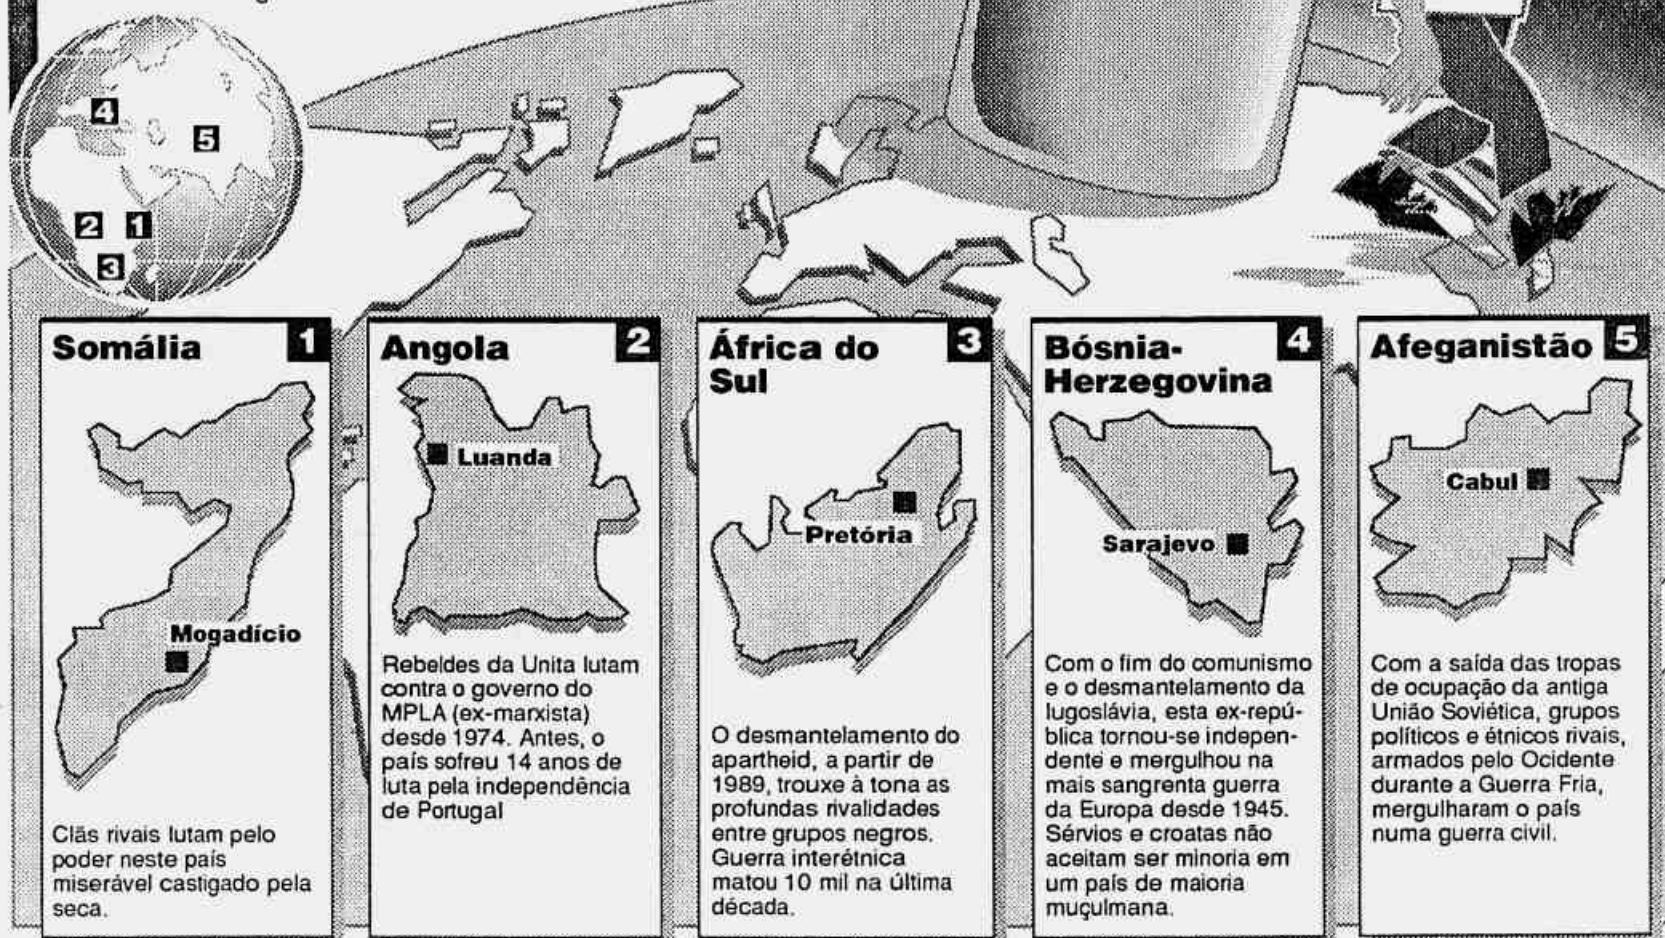 4
5
2
1
3
Somália
1
Mogadício
Clãs rivais lutam pelo
poder neste país
miserável castigado pela
seca.
Angola
2
Luanda
Rebeldes da Unita lutam
contra o governo do
MPLA (ex-marxista)
desde 1974. Antes, o
país sofreu 14 anos de
luta pela independência
de Portugal
África do
Sul
3
Pretória
O desmantelamento do
apartheid, a partir de
1989, trouxe à tona as
profundas rivalidades
entre grupos negros.
Guerra interétnica
matou 10 mil na última
década.
Bósnia-
Herzegovina
4
Sarajevo
Com o fim do comunismo
e o desmantelamento da
Iugoslávia, esta ex-repú-
blica tornou-se indepen-
dente e mergulhou na
mais sangrenta guerra
da Europa desde 1945.
Sérvios e croatas não
aceitam ser minoria em
um país de maioria
muçulmana.
Afeganistão
5
Cabul
Com a saída das tropas
de ocupação da antiga
União Soviética, grupos
políticos e étnicos rivais,
armados pelo Ocidente
durante a Guerra Fria,
mergulharam o país
numa guerra civil.